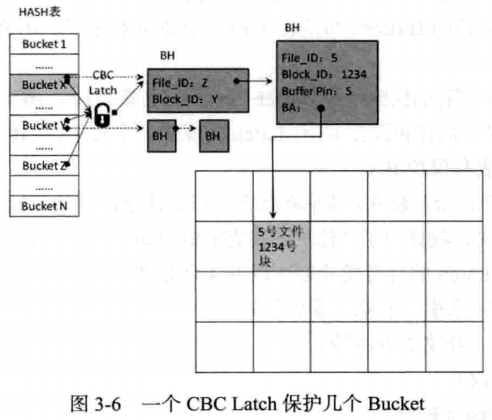 HASH表
Bucket 1
......
Bucket X
......
Bucket Y
......
Bucket Z
......
Bucket N
CBC
Latch
BH
File_ID: Z
Block_ID: Y
BH
BH
BH
File_ID: 5
Block_ID: 1234
Buffer Pin: S
BA:
5号文件
1234号
块
图 3-6 一个 CBC Latch 保护几个 Bucket